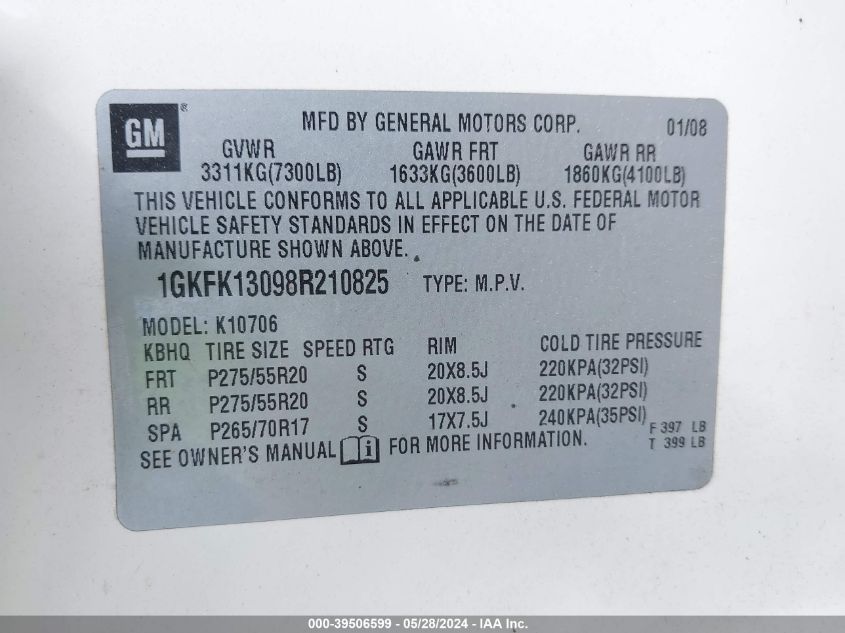 GM ®
MFD BY GENERAL MOTORS CORP. 01/08
GVWR GAWR FRT GAWR RR
3311KG(7300LB) 1633KG(3600LB) 1860KG(4100LB)
THIS VEHICLE CONFORMS TO ALL APPLICABLE U.S. FEDERAL MOTOR
VEHICLE SAFETY STANDARDS IN EFFECT ON THE DATE OF
MANUFACTURE SHOWN ABOVE.
1GKFK13098R210825 TYPE: M.P.V.
MODEL: K10706
KBHQ TIRE SIZE SPEED RTG RIM COLD TIRE PRESSURE
FRT P275/55R20 S 20X8.5J 220KPA(32PSI)
RR P275/55R20 S 20X8.5J 220KPA(32PSI)
SPA P265/70R17 S 17X7.5J 240KPA(35PSI)
F 397 LB
SEE OWNER'S MANUAL i FOR MORE INFORMATION. T 399 LB
000-39506599 - 05/28/2024 - IAA Inc.